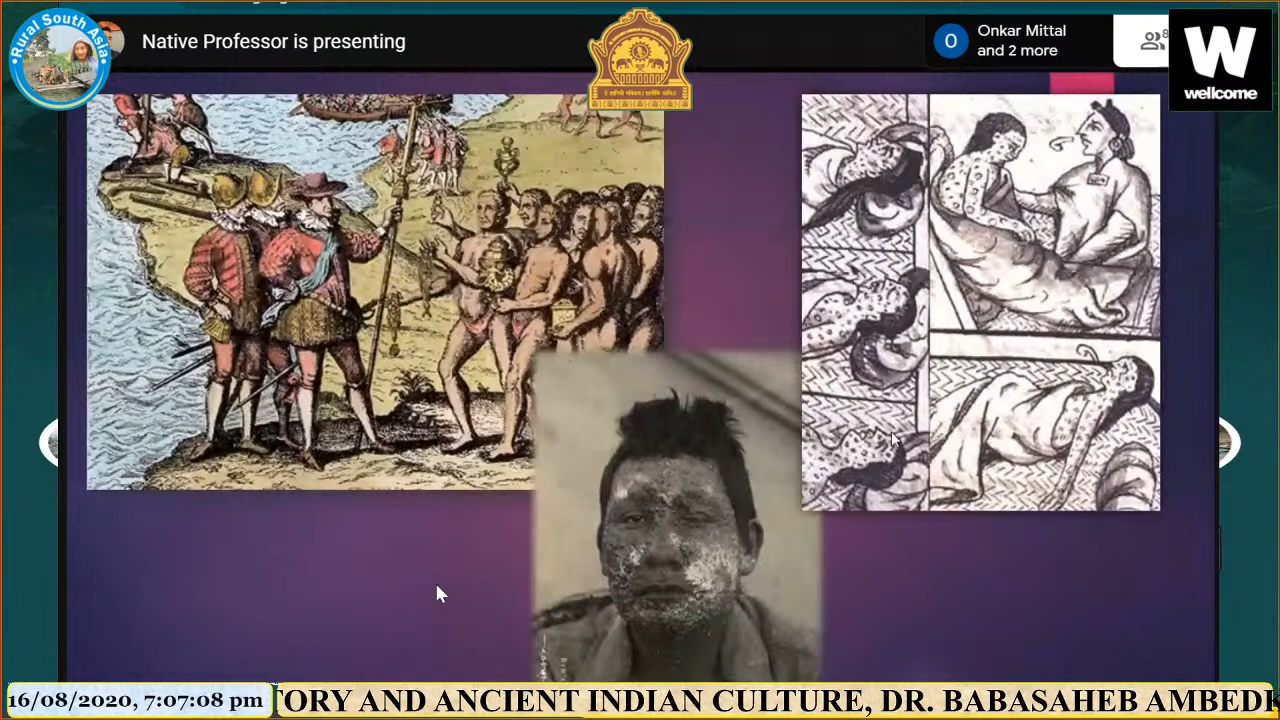 Rural South Asia
Native Professor is presenting
O
Onkar Mittal
and 2 more
8
W
wellcome
16/08/2020, 7:07:08 pm
TORY AND ANCIENT INDIAN CULTURE, DR. BABASAHEB AMBEDK